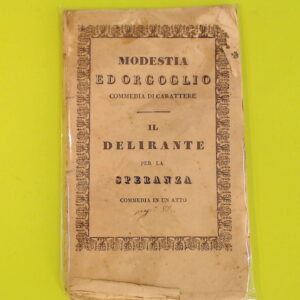 MODESTIA
ED ORGOGLIO
COMMEDIA DI CARATTERE
IL
DELIRANTE
PER LA
SPERANZA
COMMEDIA IN UN ATTO